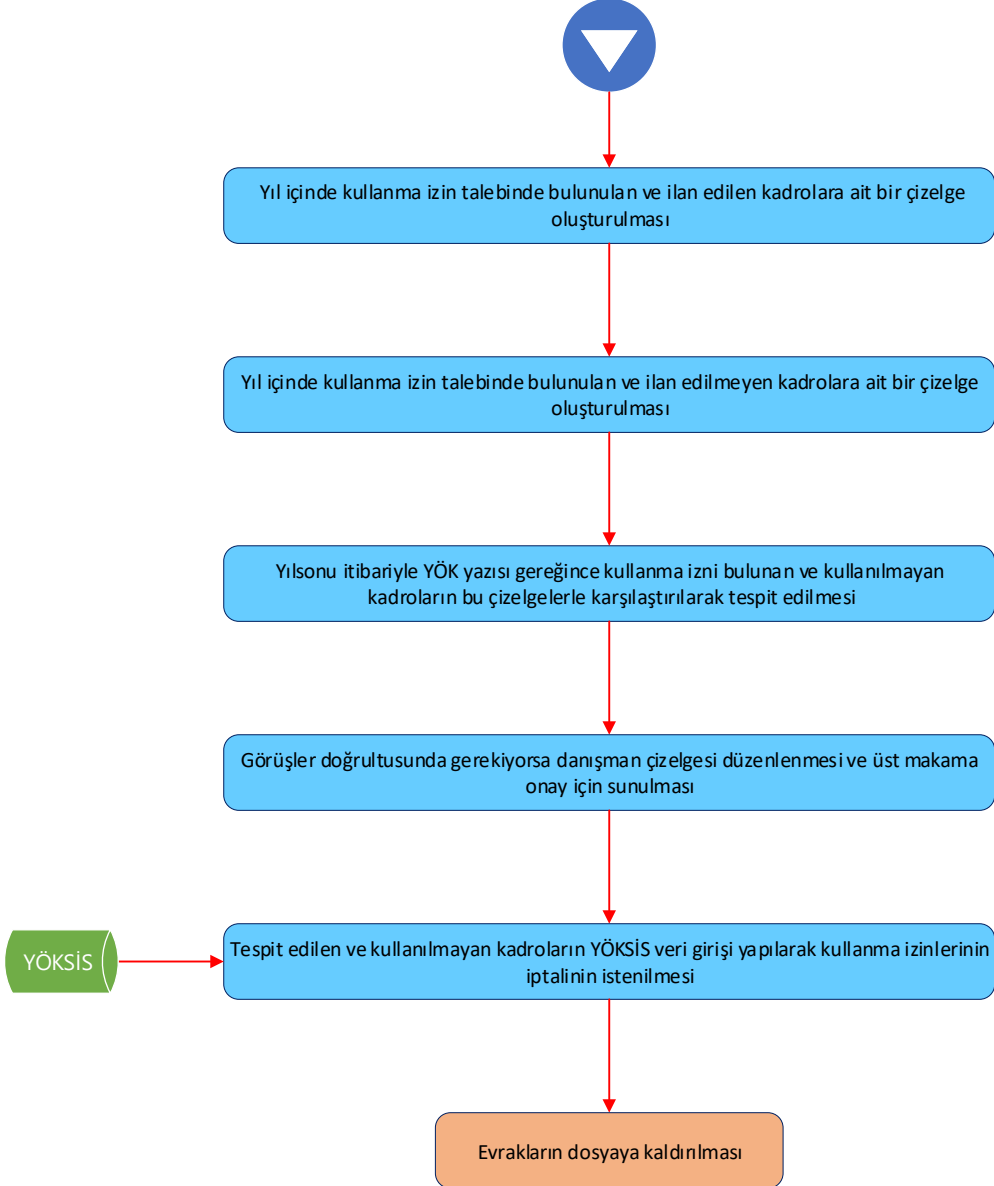 Yıl içinde kullanma izin talebinde bulunulan ve ilan edilen kadrolara ait bir çizelge
oluşturulması
Yıl içinde kullanma izin talebinde bulunulan ve ilan edilmeyen kadrolara ait bir çizelge
oluşturulması
Yılsonu itibariyle YÖK yazısı gereğince kullanma izni bulunan ve kullanılmayan
kadroların bu çizelgelerle karşılaştırılarak tespit edilmesi
Görüşler doğrultusunda gerekiyorsa danışman çizelgesi düzenlenmesi ve üst makama
onay için sunulması
YÖKSİS
Tespit edilen ve kullanılmayan kadroların YÖKSİS veri girişi yapılarak kullanma izinlerinin
iptalinin istenilmesi
Evrakların dosyaya kaldırılması